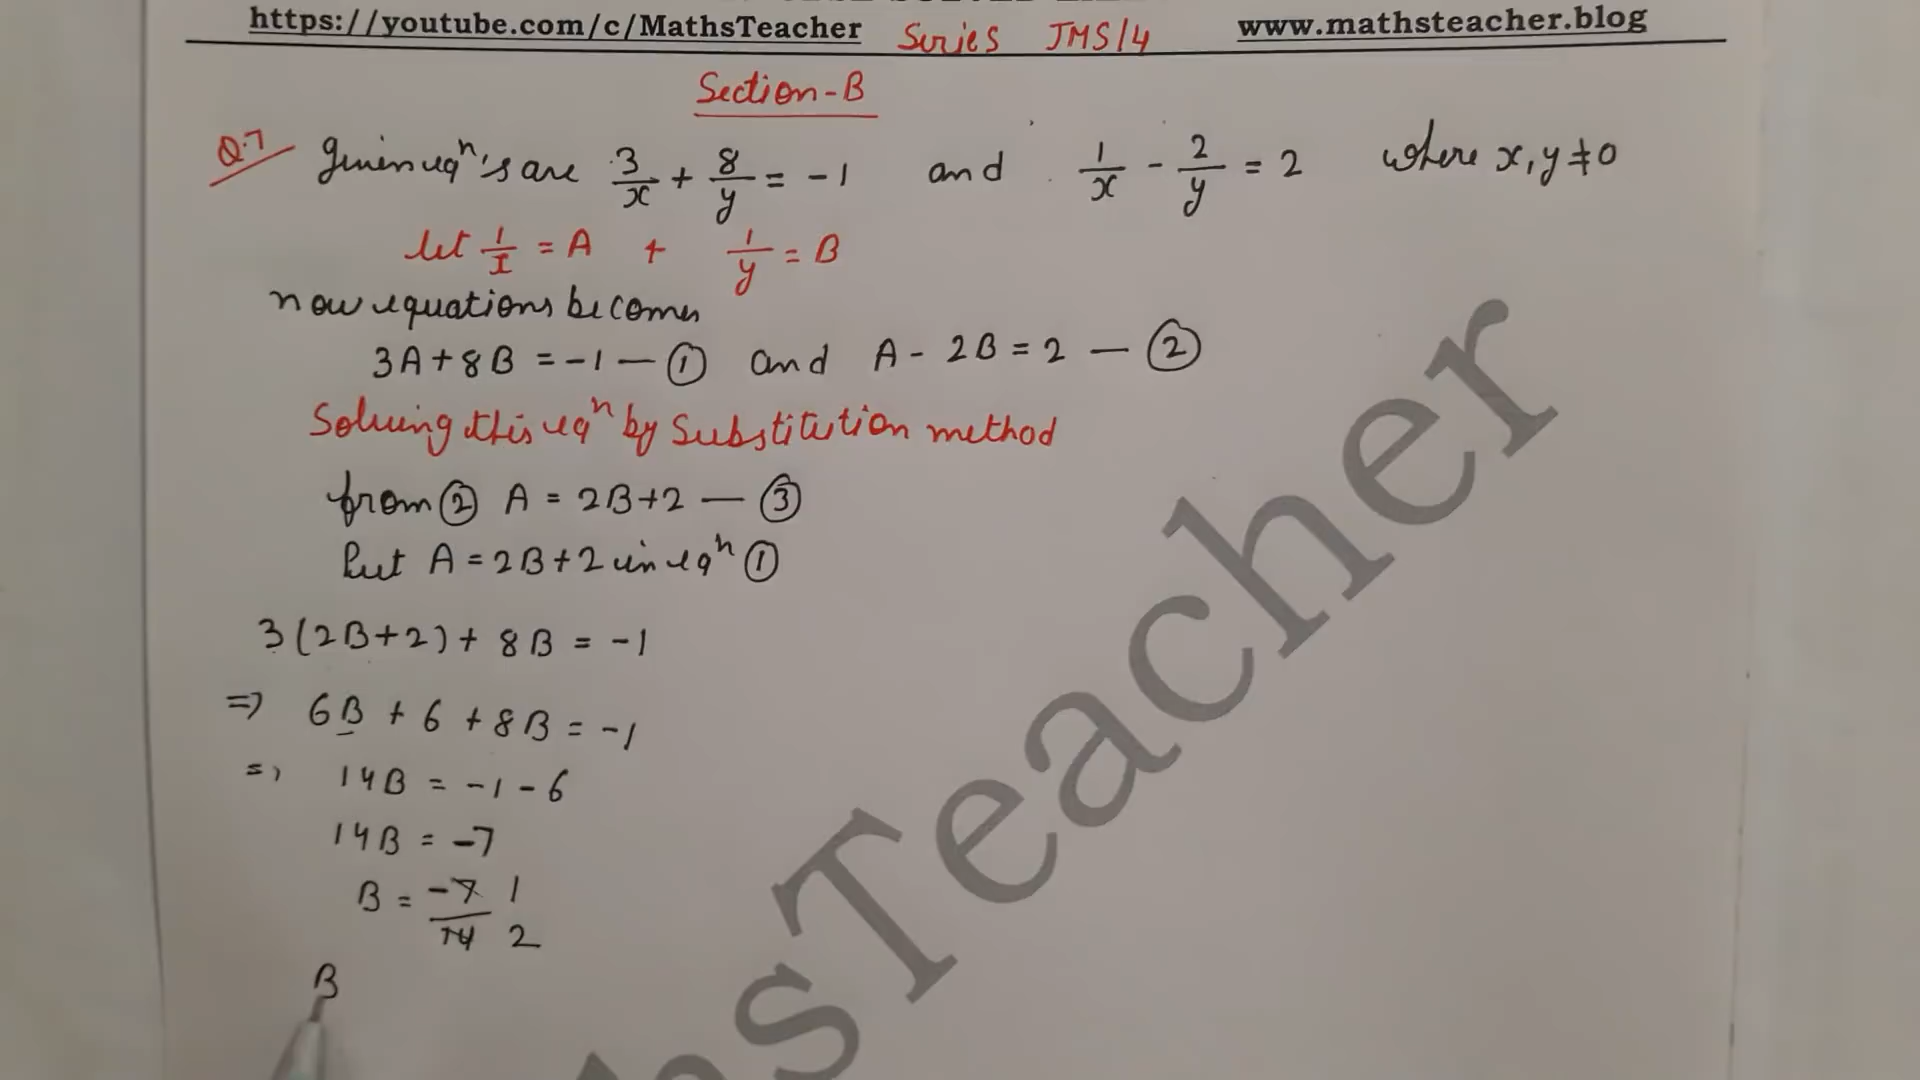 https://youtube.com/c/MathsTeacher Series JMS/4 www.mathsteacher.blog
Section-B
Q.7 Given eqⁿ's are 3/x + 8/y = -1 and 1/x - 2/y = 2 where x, y ≠ 0
let 1/x = A + 1/y = B
now equations becomes
3A + 8B = -1 — ① and A - 2B = 2 — ②
Solving this eqⁿ by Substitution method
from ② A = 2B+2 — ③
Put A = 2B+2 in eqⁿ ①
3(2B+2) + 8B = -1
=> 6B + 6 + 8B = -1
=> 14B = -1 - 6
14B = -7
B = -7/14 1/2
B
sTeacher